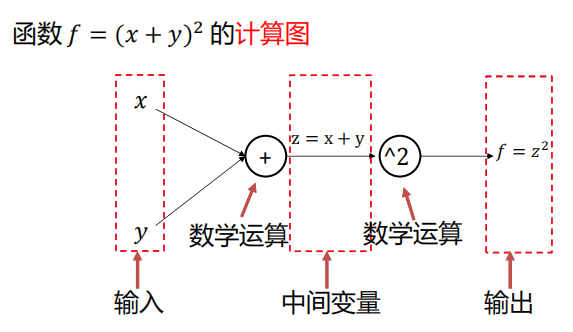 函数 f = (x + y)² 的计算图
x
z = x + y
+
^2
f = z²
y
数学运算
数学运算
输入
中间变量
输出